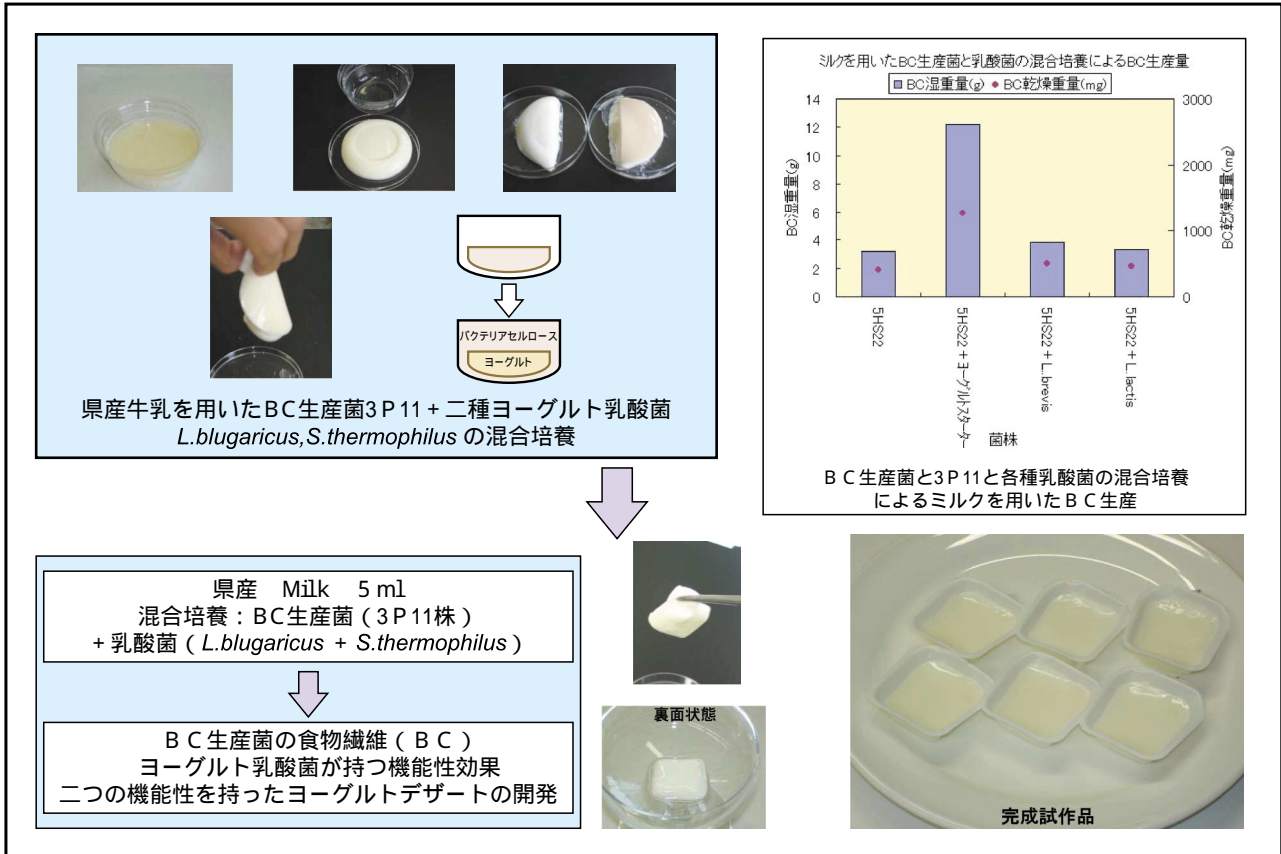 バクテリアセルロース
ヨーグルト
県産牛乳を用いたBC生産菌3P11+二種ヨーグルト乳酸菌
L.blugaricus,S.thermophilus の混合培養
ミルクを用いたBC生産菌と乳酸菌の混合培養によるBC生産量
BC湿重量(g) BC乾燥重量(mg)
14
12
10
8
6
4
2
0
BC湿重量(g)
3000
2000
1000
0
BC乾燥重量(mg)
5HS22
5HS22+ヨーグルトスターター
5HS22+L.brevis
5HS22+L.lactis
菌株
BC生産菌と3P11と各種乳酸菌の混合培養
によるミルクを用いたBC生産
県産 Milk 5ml
混合培養:BC生産菌(3P11株)
+乳酸菌(L.blugaricus + S.thermophilus)
BC生産菌の食物繊維(BC)
ヨーグルト乳酸菌が持つ機能性効果
二つの機能性を持ったヨーグルトデザートの開発
裏面状態
完成試作品